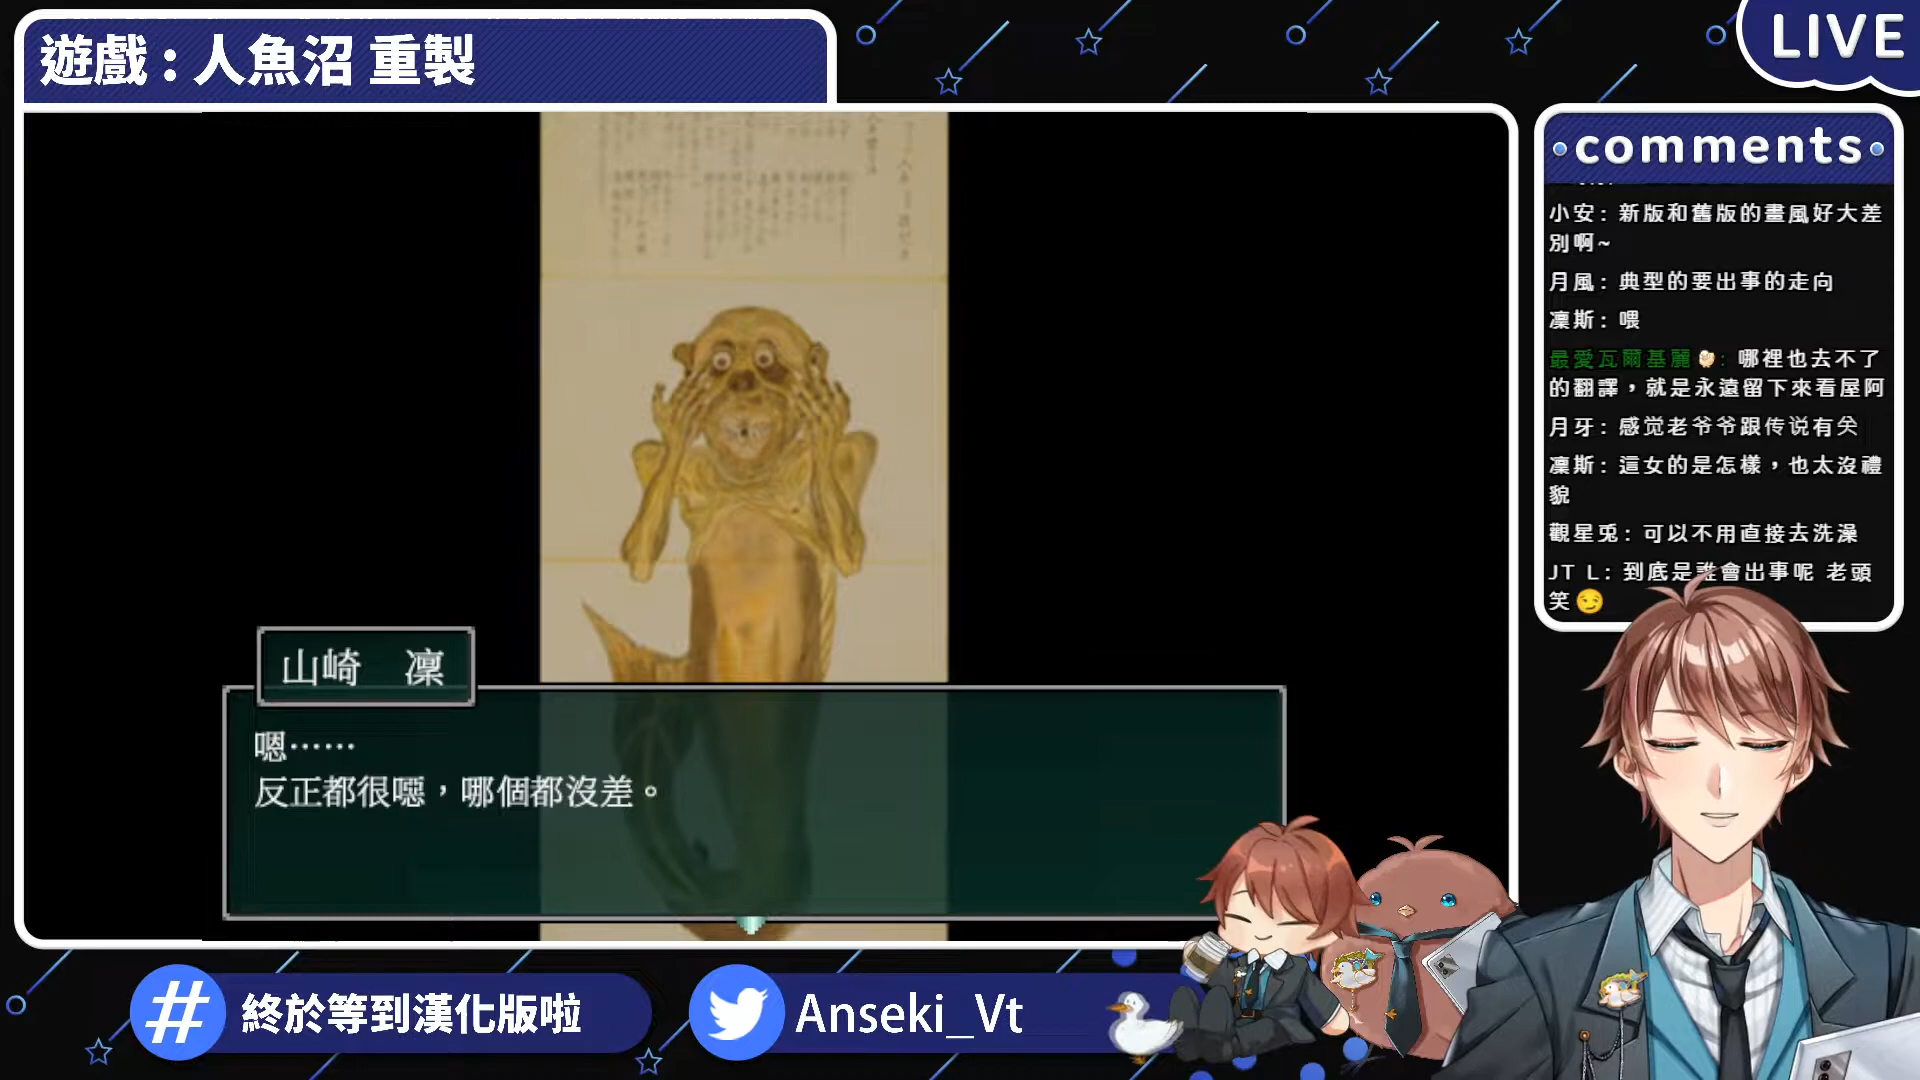 遊戲 : 人魚沼 重製
LIVE
comments
小安: 新版和舊版的畫風好大差
別啊~
月風: 典型的要出事的走向
凜斯: 喂
最愛瓦爾基麗: 哪裡也去不了
的翻譯，就是永遠留下來看屋阿
月牙: 感觉老爷爷跟传说有关
凜斯: 這女的是怎樣，也太沒禮
貌
觀星兎: 可以不用直接去洗澡
JT L: 到底是誰會出事呢 老頭
笑
山崎 凜
嗯……
反正都很噁，哪個都沒差。
# 終於等到漢化版啦
Anseki_Vt